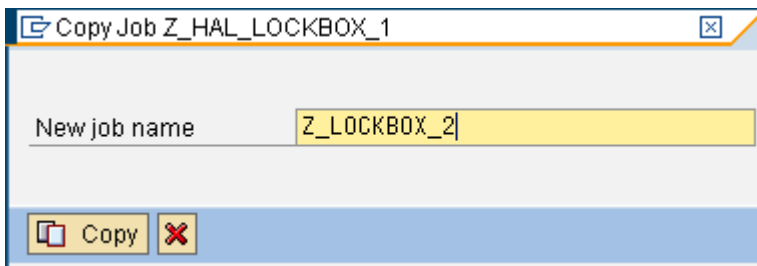 Copy Job Z_HAL_LOCKBOX_1
New job name Z_LOCKBOX_2
Copy